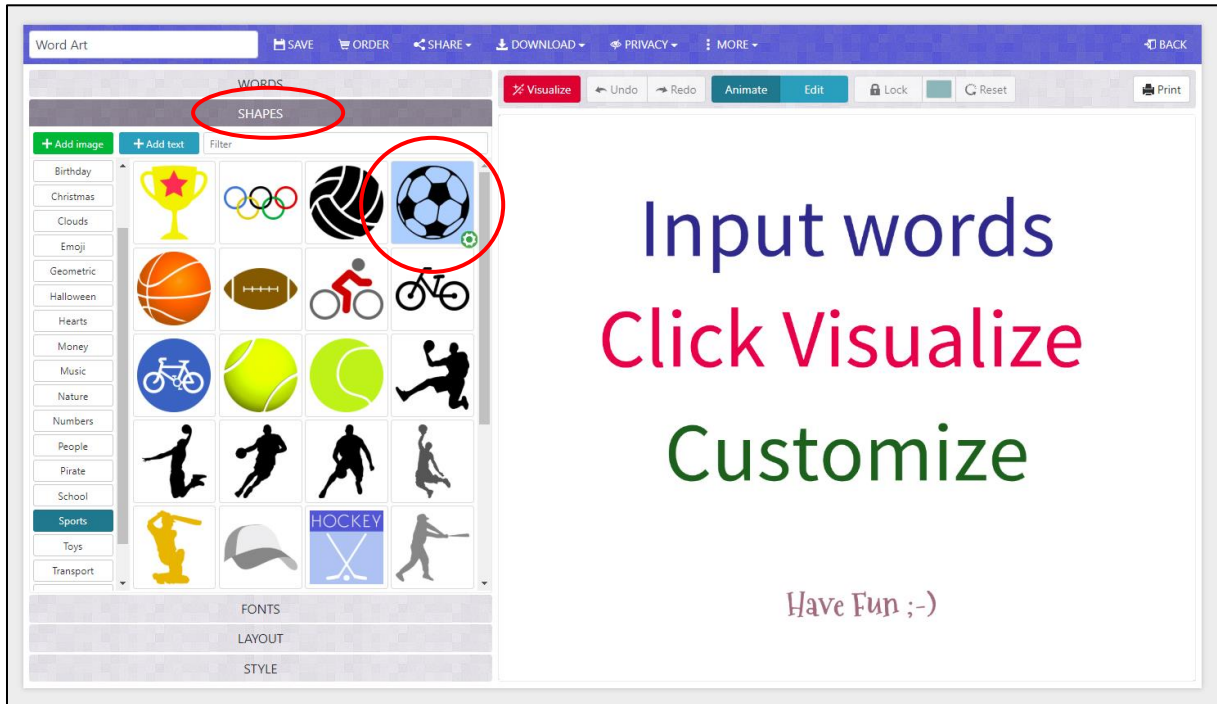 Word Art
SAVE
ORDER
SHARE
DOWNLOAD
PRIVACY
MORE
BACK
WORDS
SHAPES
Add image
Add text
Filter
Birthday
Christmas
Clouds
Emoji
Geometric
Halloween
Hearts
Money
Music
Nature
Numbers
People
Pirate
School
Sports
Toys
Transport
HOCKEY
FONTS
LAYOUT
STYLE
Visualize
Undo
Redo
Animate
Edit
Lock
Reset
Print
Input words
Click Visualize
Customize
Have Fun ;-)